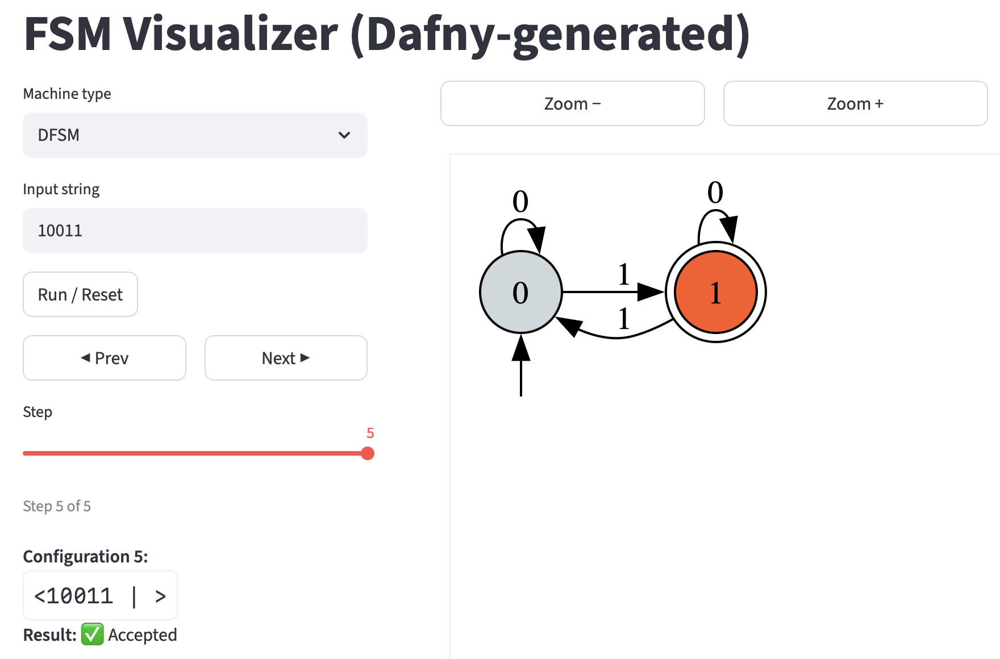 FSM Visualizer (Dafny-generated)
Machine type
DFSM
Input string
10011
Run / Reset
◄ Prev
Next ►
Step
5
Step 5 of 5
Configuration 5:
<10011 | >
Result: ✅ Accepted
Zoom −
Zoom +
0
0
1
0
1
1